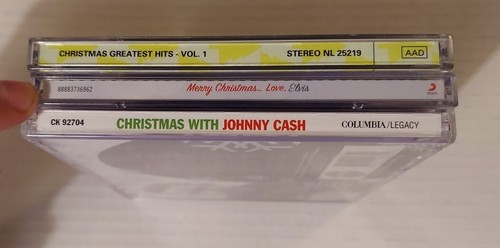 CHRISTMAS GREATEST HITS - VOL. 1 STEREO NL 25219 AAD
88883736962 Merry Christmas... Love, Elvis
CK 92704 CHRISTMAS WITH JOHNNY CASH COLUMBIA/LEGACY